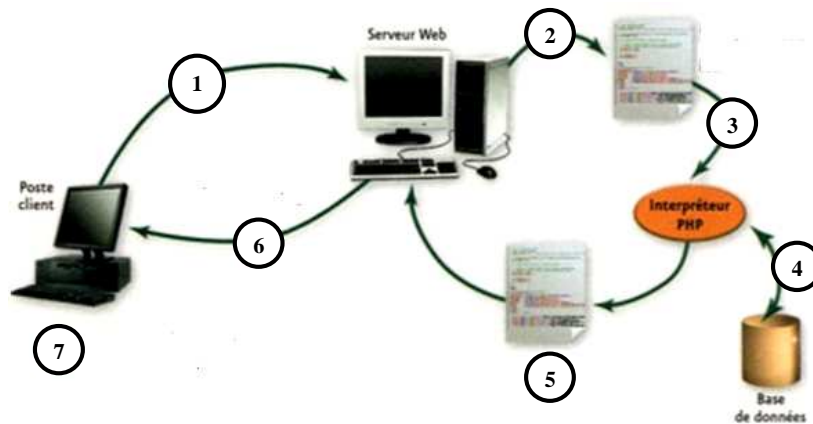 Serveur Web
2
1
3
Poste
client
Interpréteur
PHP
6
4
7
5
Base
de données